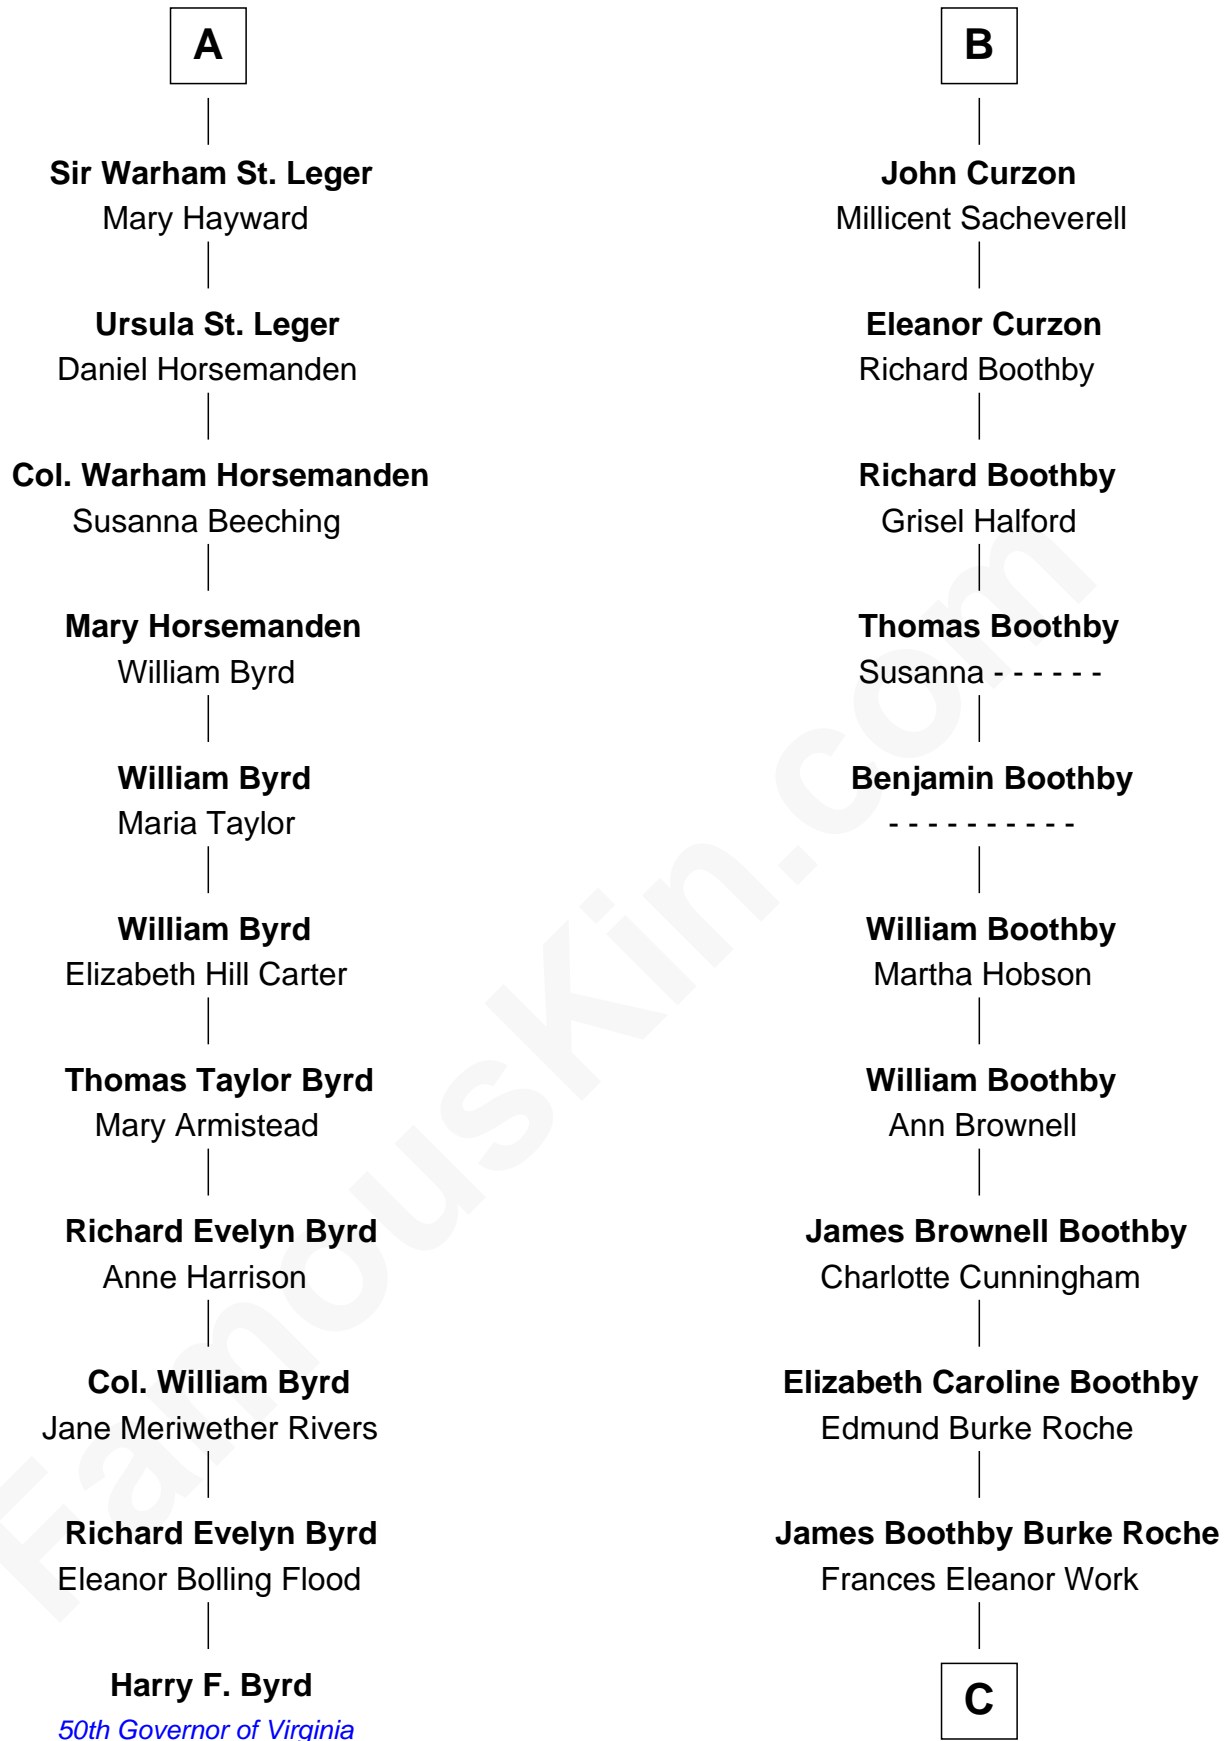 A
Sir Warham St. Leger
Mary Hayward
Ursula St. Leger
Daniel Horsemanden
Col. Warham Horsemanden
Susanna Beeching
Mary Horsemanden
William Byrd
William Byrd
Maria Taylor
William Byrd
Elizabeth Hill Carter
Thomas Taylor Byrd
Mary Armistead
Richard Evelyn Byrd
Anne Harrison
Col. William Byrd
Jane Meriwether Rivers
Richard Evelyn Byrd
Eleanor Bolling Flood
Harry F. Byrd
50th Governor of Virginia
B
John Curzon
Millicent Sacheverell
Eleanor Curzon
Richard Boothby
Richard Boothby
Grisel Halford
Thomas Boothby
Susanna - - - - - -
Benjamin Boothby
- - - - - - - - - -
William Boothby
Martha Hobson
William Boothby
Ann Brownell
James Brownell Boothby
Charlotte Cunningham
Elizabeth Caroline Boothby
Edmund Burke Roche
James Boothby Burke Roche
Frances Eleanor Work
C
FamousKin.com